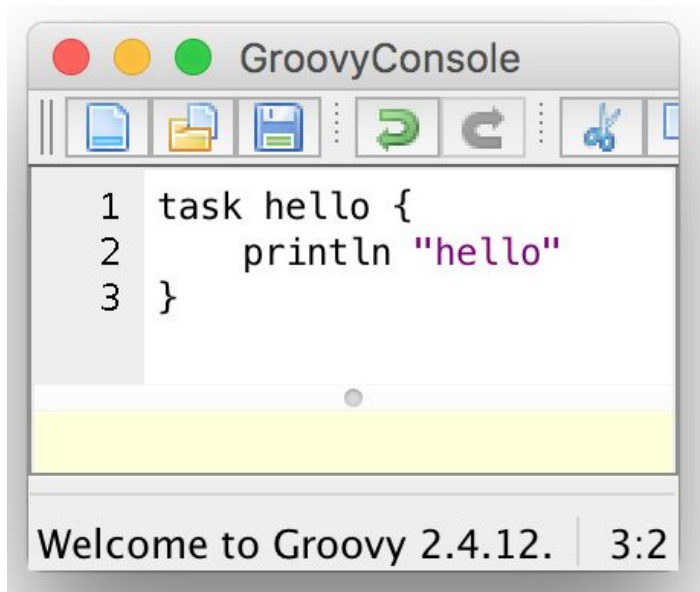 GroovyConsole
1 task hello {
2     println "hello"
3 }
Welcome to Groovy 2.4.12. 3:2